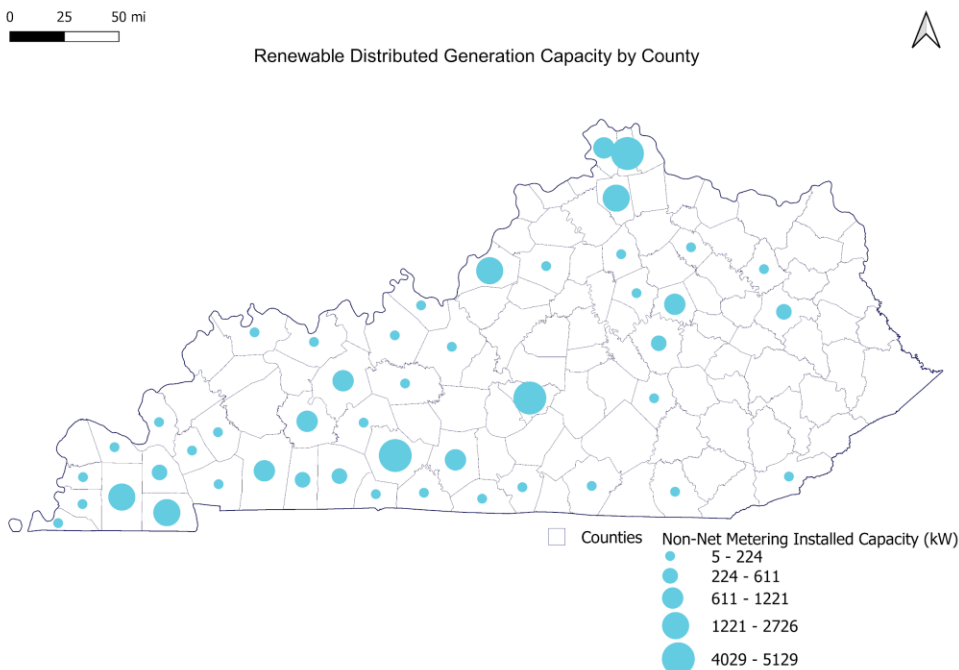 0 25 50 mi
Renewable Distributed Generation Capacity by County
Counties
Non-Net Metering Installed Capacity (kW)
5 - 224
224 - 611
611 - 1221
1221 - 2726
4029 - 5129